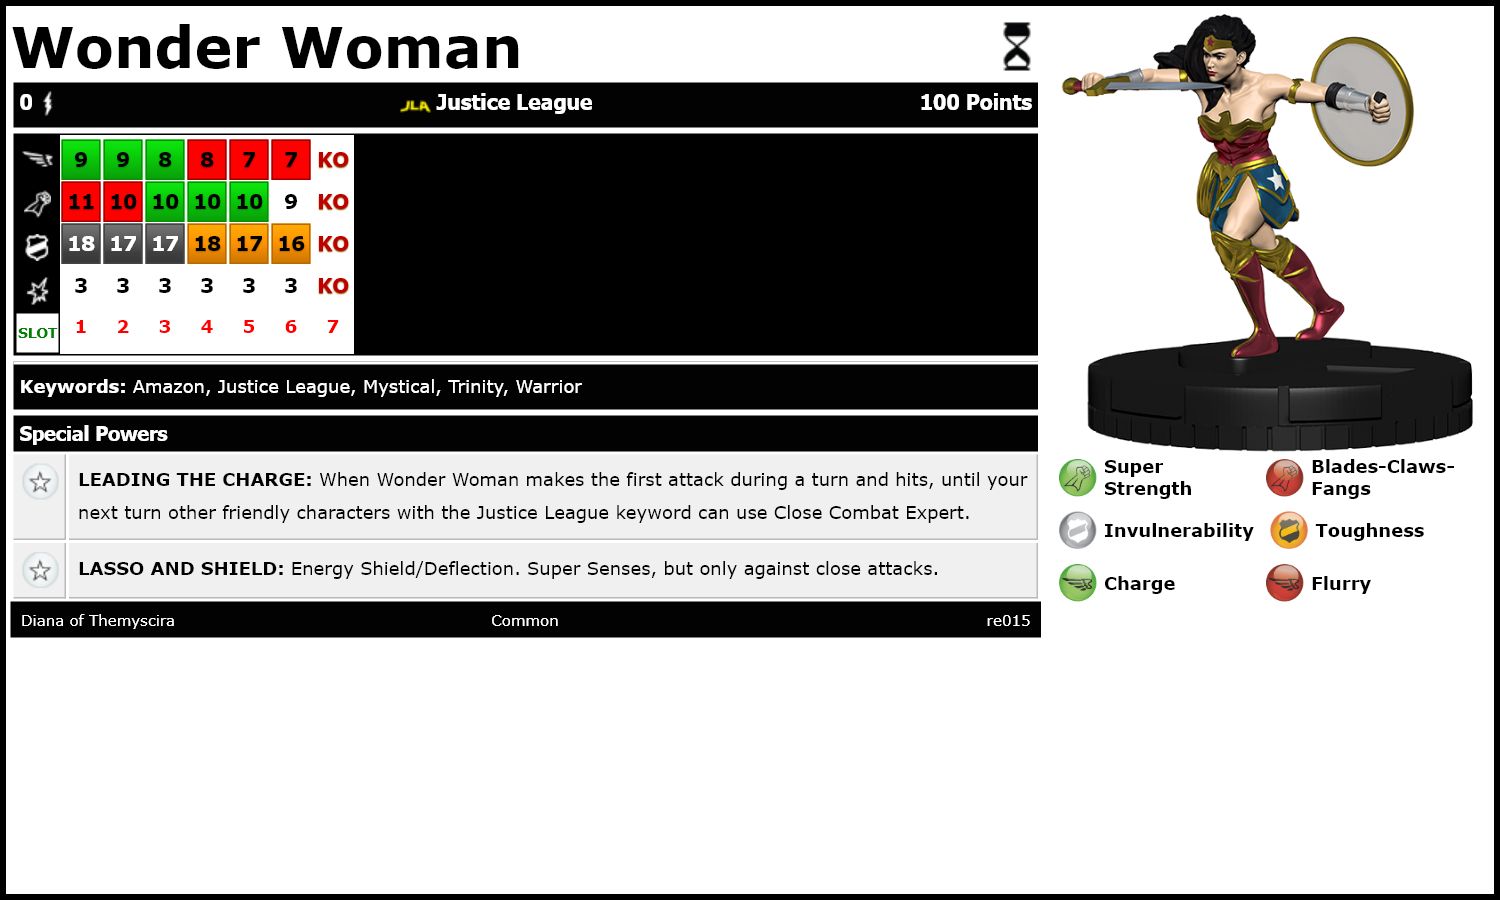 Wonder Woman
0 JLA Justice League 100 Points
9 9 8 8 7 7 KO
11 10 10 10 10 9 KO
18 17 17 18 17 16 KO
3 3 3 3 3 3 KO
SLOT 1 2 3 4 5 6 7
Keywords: Amazon, Justice League, Mystical, Trinity, Warrior
Special Powers
LEADING THE CHARGE: When Wonder Woman makes the first attack during a turn and hits, until your
next turn other friendly characters with the Justice League keyword can use Close Combat Expert.
LASSO AND SHIELD: Energy Shield/Deflection. Super Senses, but only against close attacks.
Diana of Themyscira Common re015
Super
Strength
Blades-Claws-
Fangs
Invulnerability
Toughness
Charge
Flurry